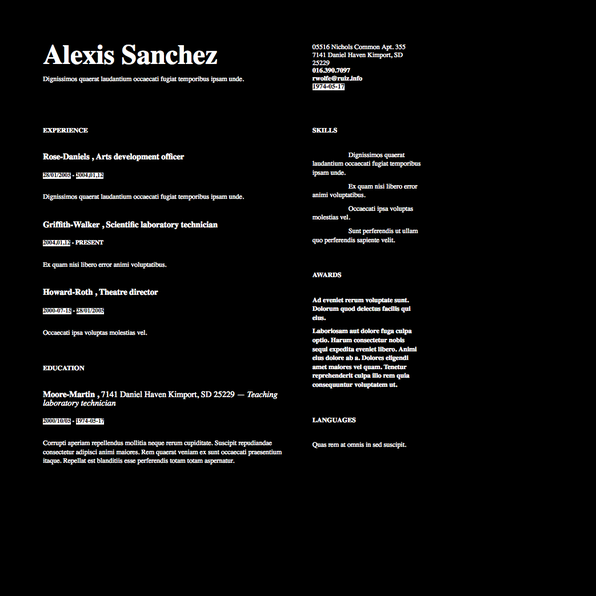 Alexis Sanchez
Dignissimos quaerat laudantium occaecati fugiat temporibus ipsam unde.
05516 Nichols Common Apt. 355
7141 Daniel Haven Kimport, SD
25229
016.390.7097
rwolfe@ruiz.info
1974-05-17
EXPERIENCE
Rose-Daniels , Arts development officer
28/01/2008 - 2004.01.12
Dignissimos quaerat laudantium occaecati fugiat temporibus ipsum unde.
Griffith-Walker , Scientific laboratory technician
2004.01.12 - PRESENT
Ex quam nisi libero error animi voluptatibus.
Howard-Roth , Theatre director
2000-07-18 - 28/01/2008
Occaecati ipsa voluptas molestias vel.
EDUCATION
Moore-Martin , 7141 Daniel Haven Kimport, SD 25229 — Teaching
laboratory technician
2000/10/03 - 1974-05-17
Corrupti aperiam repellendus mollitia neque rerum cupiditate. Suscipit repudiandae
consectetur adipisci animi maiores. Rem quaerat veniam ex sunt occaecati praesentium
itaque. Repellat est blanditiis esse perferendis totam totam aspernatur.
SKILLS
Dignissimos quaerat
laudantium occaecati fugiat temporibus
ipsam unde.
Ex quam nisi libero error
animi voluptatibus.
Occaecati ipsa voluptas
molestias vel.
Sunt perferendis ut ullam
quo perferendis sapiente velit.
AWARDS
Ad eveniet rerum voluptate sunt.
Dolorum quod delectus facilis qui
eius.
Laboriosam aut dolore fuga culpa
optio. Harum consectetur nobis
sequi expedita eveniet libero. Animi
eius dolore ab a. Dolores eligendi
amet maiores vel quam. Tenetur
reprehenderit culpa illo rem quia
consequuntur voluptatem ut.
LANGUAGES
Quas rem at omnis in sed suscipit.